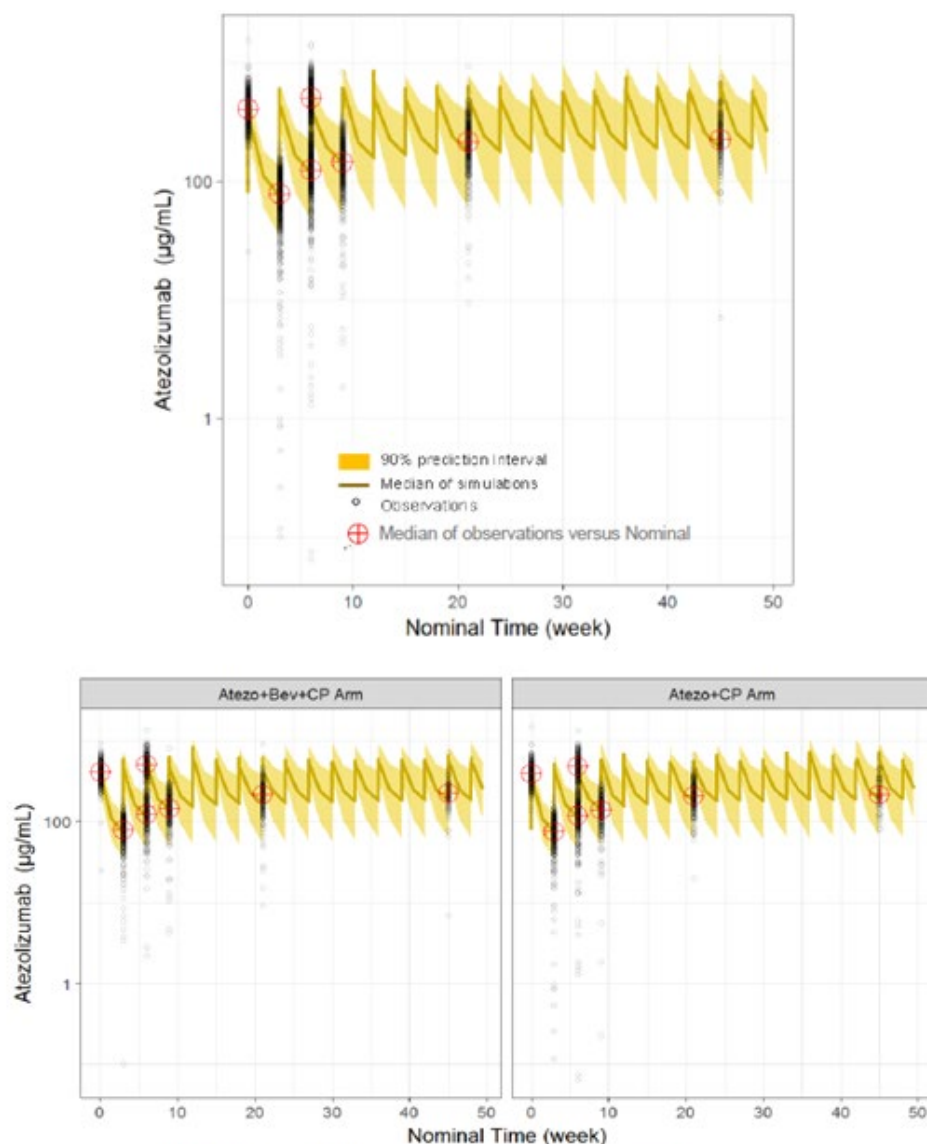 Atezolizumab (µg/mL)
100
1
90% prediction interval
Median of simulations
Observations
Median of observations versus Nominal
0 10 20 30 40 50
Nominal Time (week)
Atezo+Bev+CP Arm
Atezo+CP Arm
Atezolizumab (µg/mL)
100
1
0 10 20 30 40 50
0 10 20 30 40 50
Nominal Time (week)